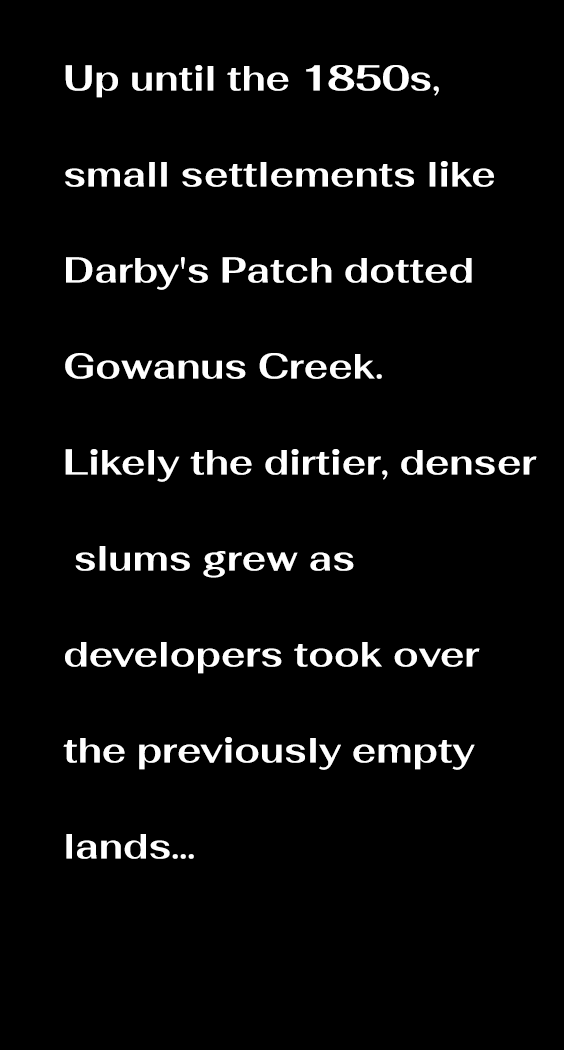 Up until the 1850s,
small settlements like
Darby's Patch dotted
Gowanus Creek.
Likely the dirtier, denser
slums grew as
developers took over
the previously empty
lands...